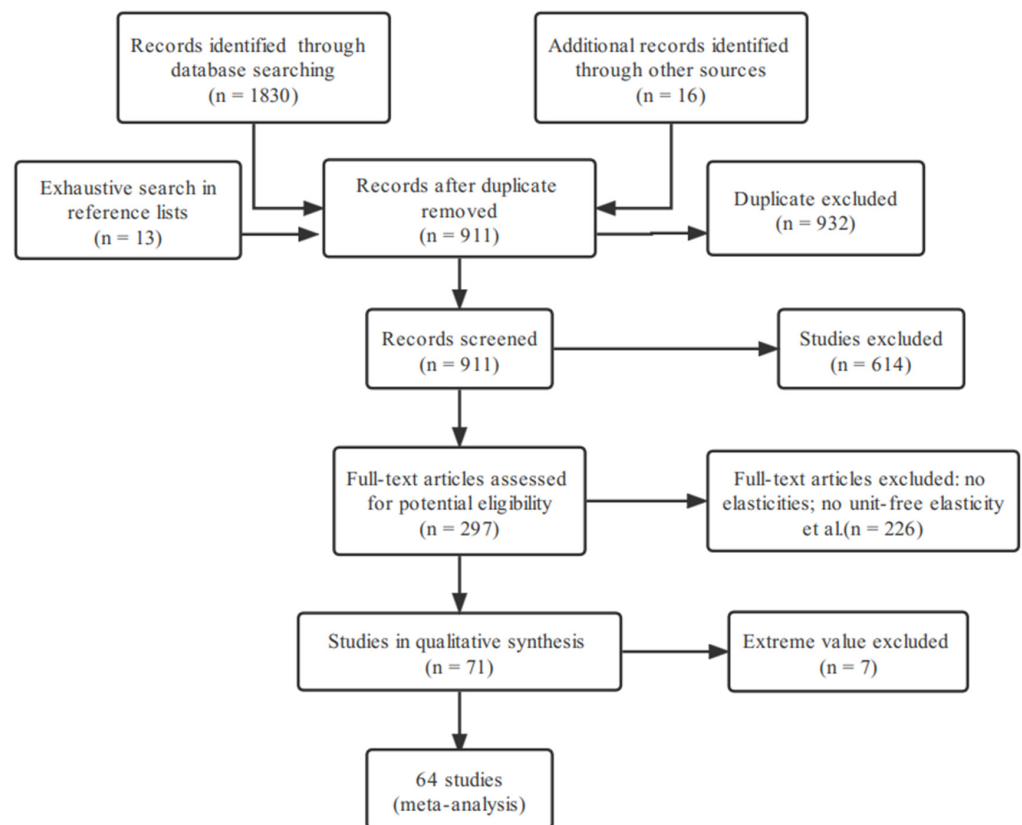 Records identified through
database searching
(n = 1830)
Additional records identified
through other sources
(n = 16)
Exhaustive search in
reference lists
(n = 13)
Records after duplicate
removed
(n = 911)
Duplicate excluded
(n = 932)
Records screened
(n = 911)
Studies excluded
(n = 614)
Full-text articles assessed
for potential eligibility
(n = 297)
Full-text articles excluded: no
elasticities; no unit-free elasticity
et al.(n = 226)
Studies in qualitative synthesis
(n = 71)
Extreme value excluded
(n = 7)
64 studies
(meta-analysis)